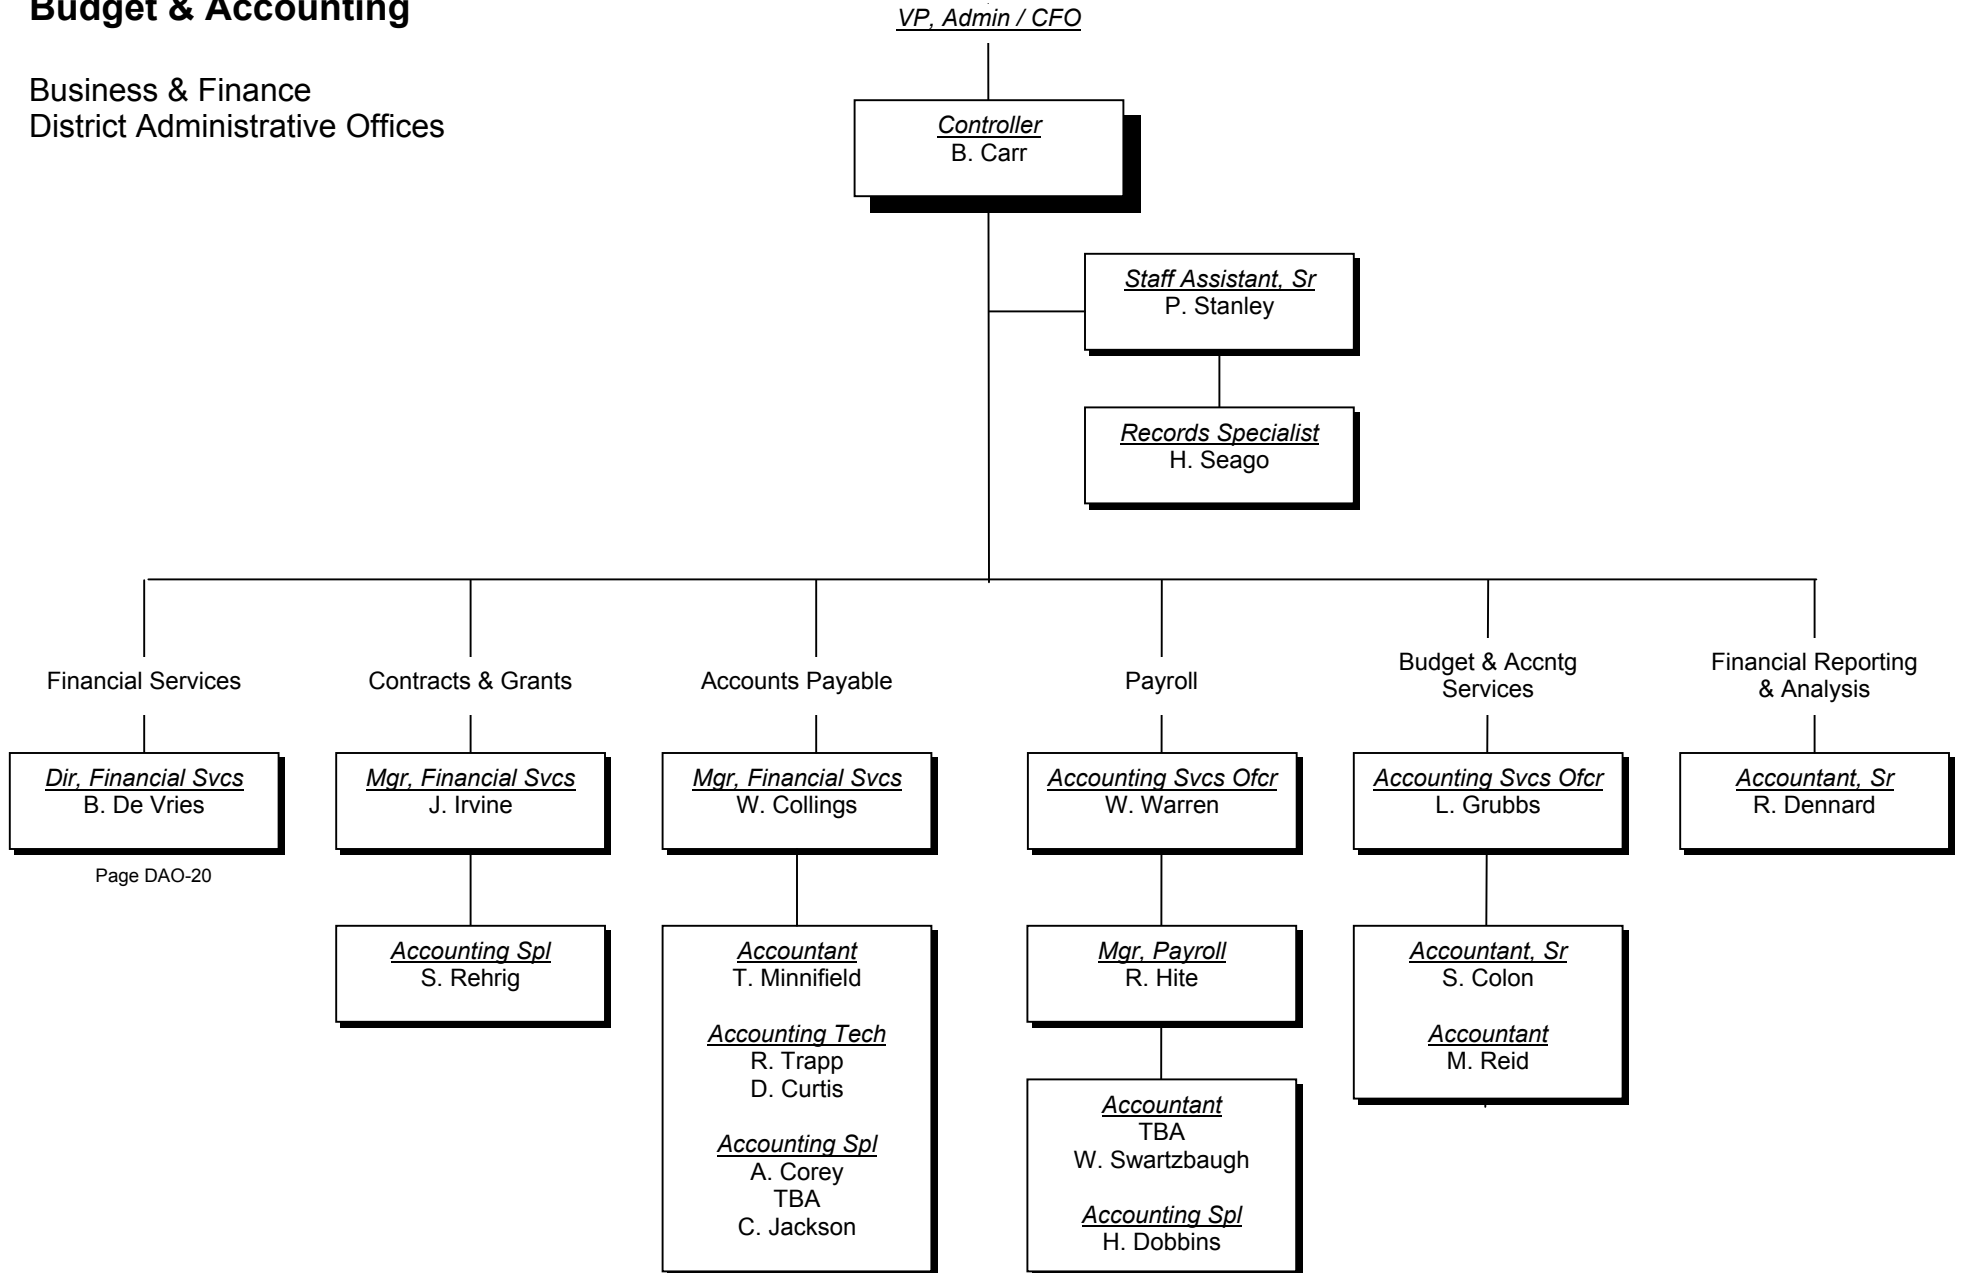 Budget & Accounting
Business & Finance
District Administrative Offices
VP, Admin / CFO
Controller
B. Carr
Staff Assistant, Sr
P. Stanley
Records Specialist
H. Seago
Financial Services
Contracts & Grants
Accounts Payable
Payroll
Budget & Accntg
Services
Financial Reporting
& Analysis
Dir, Financial Svcs
B. De Vries
Page DAO-20
Mgr, Financial Svcs
J. Irvine
Accounting Spl
S. Rehrig
Mgr, Financial Svcs
W. Collings
Accountant
T. Minnifield
Accounting Tech
R. Trapp
D. Curtis
Accounting Spl
A. Corey
TBA
C. Jackson
Accounting Svcs Ofcr
W. Warren
Mgr, Payroll
R. Hite
Accountant
TBA
W. Swartzbaugh
Accounting Spl
H. Dobbins
Accounting Svcs Ofcr
L. Grubbs
Accountant, Sr
S. Colon
Accountant
M. Reid
Accountant, Sr
R. Dennard